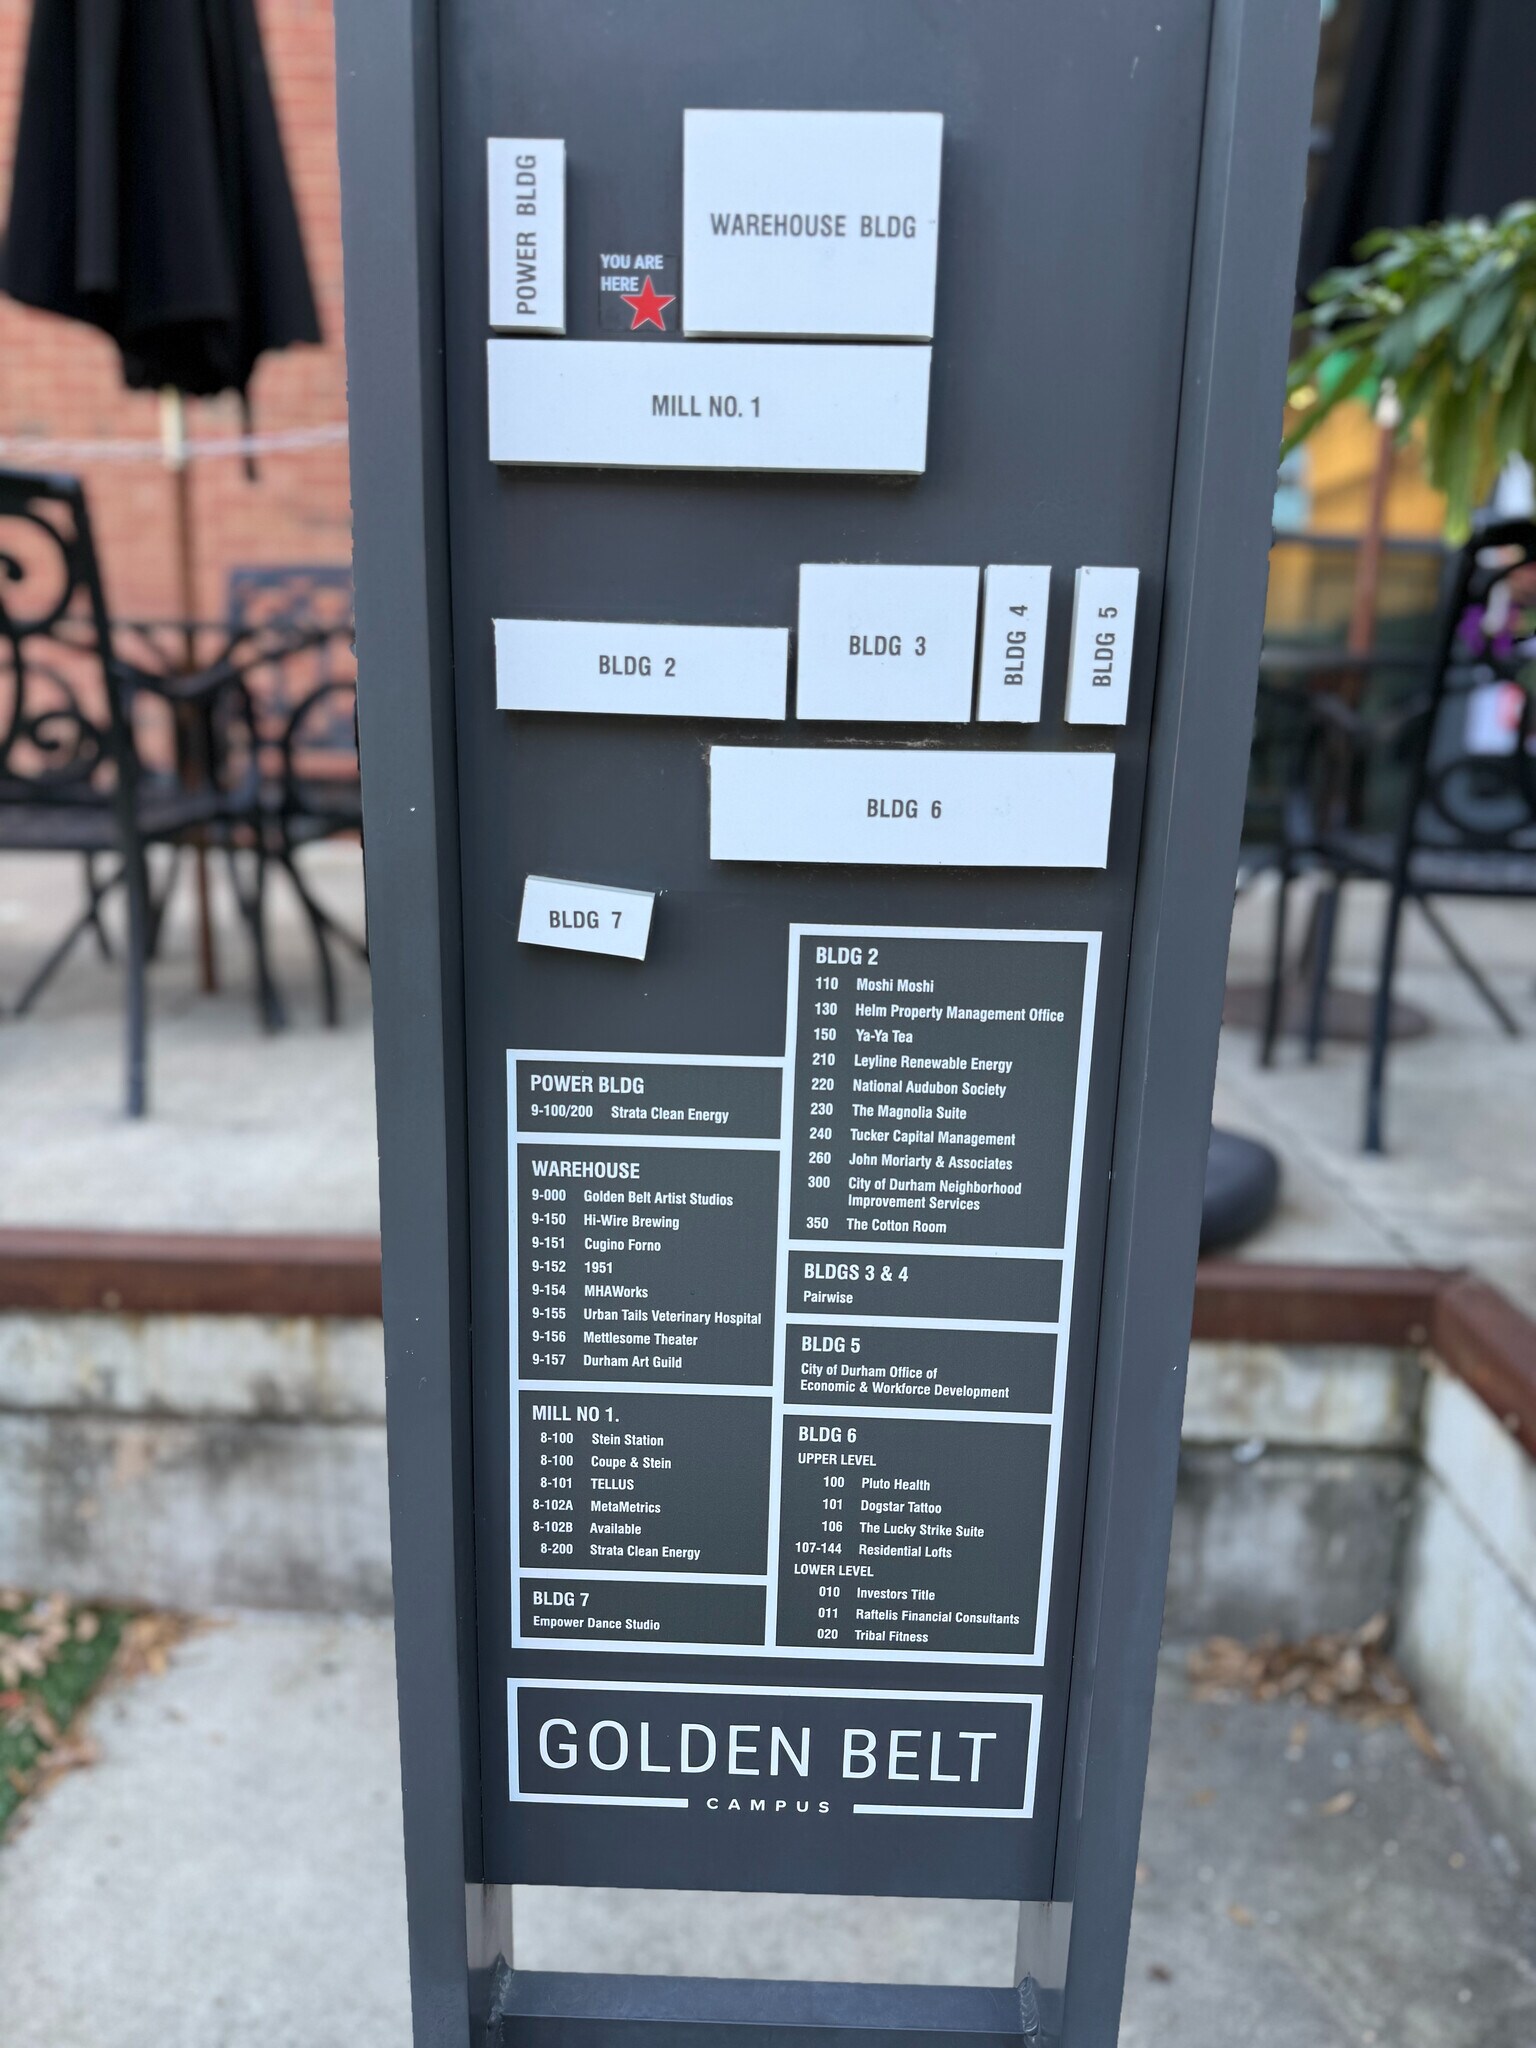 POWER BLDG
WAREHOUSE BLDG
YOU ARE
HERE
MILL NO. 1
BLDG 2
BLDG 3
BLDG 4
BLDG 5
BLDG 6
BLDG 7
POWER BLDG
9-100/200 Strata Clean Energy
WAREHOUSE
9-000 Golden Belt Artist Studios
9-150 Hi-Wire Brewing
9-151 Cugino Forno
9-152 1951
9-154 MHAWorks
9-155 Urban Tails Veterinary Hospital
9-156 Mettlesome Theater
9-157 Durham Art Guild
MILL NO 1.
8-100 Stein Station
8-100 Coupe & Stein
8-101 TELLUS
8-102A MetaMetrics
8-102B Available
8-200 Strata Clean Energy
BLDG 7
Empower Dance Studio
BLDG 2
110 Moshi Moshi
130 Helm Property Management Office
150 Ya-Ya Tea
210 Leyline Renewable Energy
220 National Audubon Society
230 The Magnolia Suite
240 Tucker Capital Management
260 John Moriarty & Associates
300 City of Durham Neighborhood
Improvement Services
350 The Cotton Room
BLDGS 3 & 4
Pairwise
BLDG 5
City of Durham Office of
Economic & Workforce Development
BLDG 6
UPPER LEVEL
100 Pluto Health
101 Dogstar Tattoo
106 The Lucky Strike Suite
107-144 Residential Lofts
LOWER LEVEL
010 Investors Title
011 Raftelis Financial Consultants
020 Tribal Fitness
GOLDEN BELT
CAMPUS